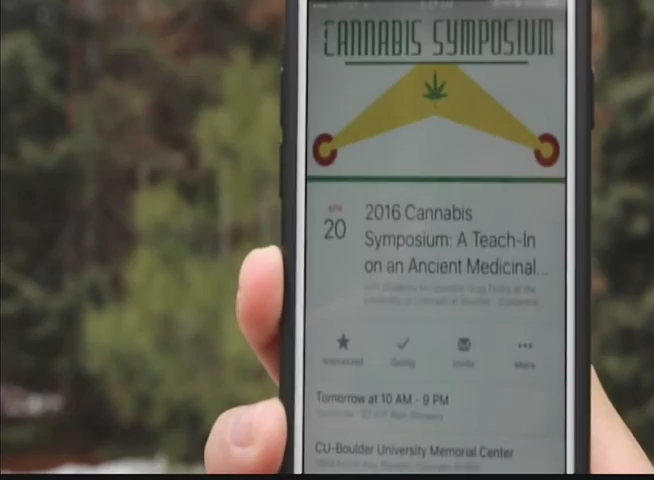 CANNABIS SYMPOSIUM
APR
20
2016 Cannabis
Symposium: A Teach-In
on an Ancient Medicinal...
Interested
Going
Invite
More
Tomorrow at 10 AM - 9 PM
CU-Boulder University Memorial Center